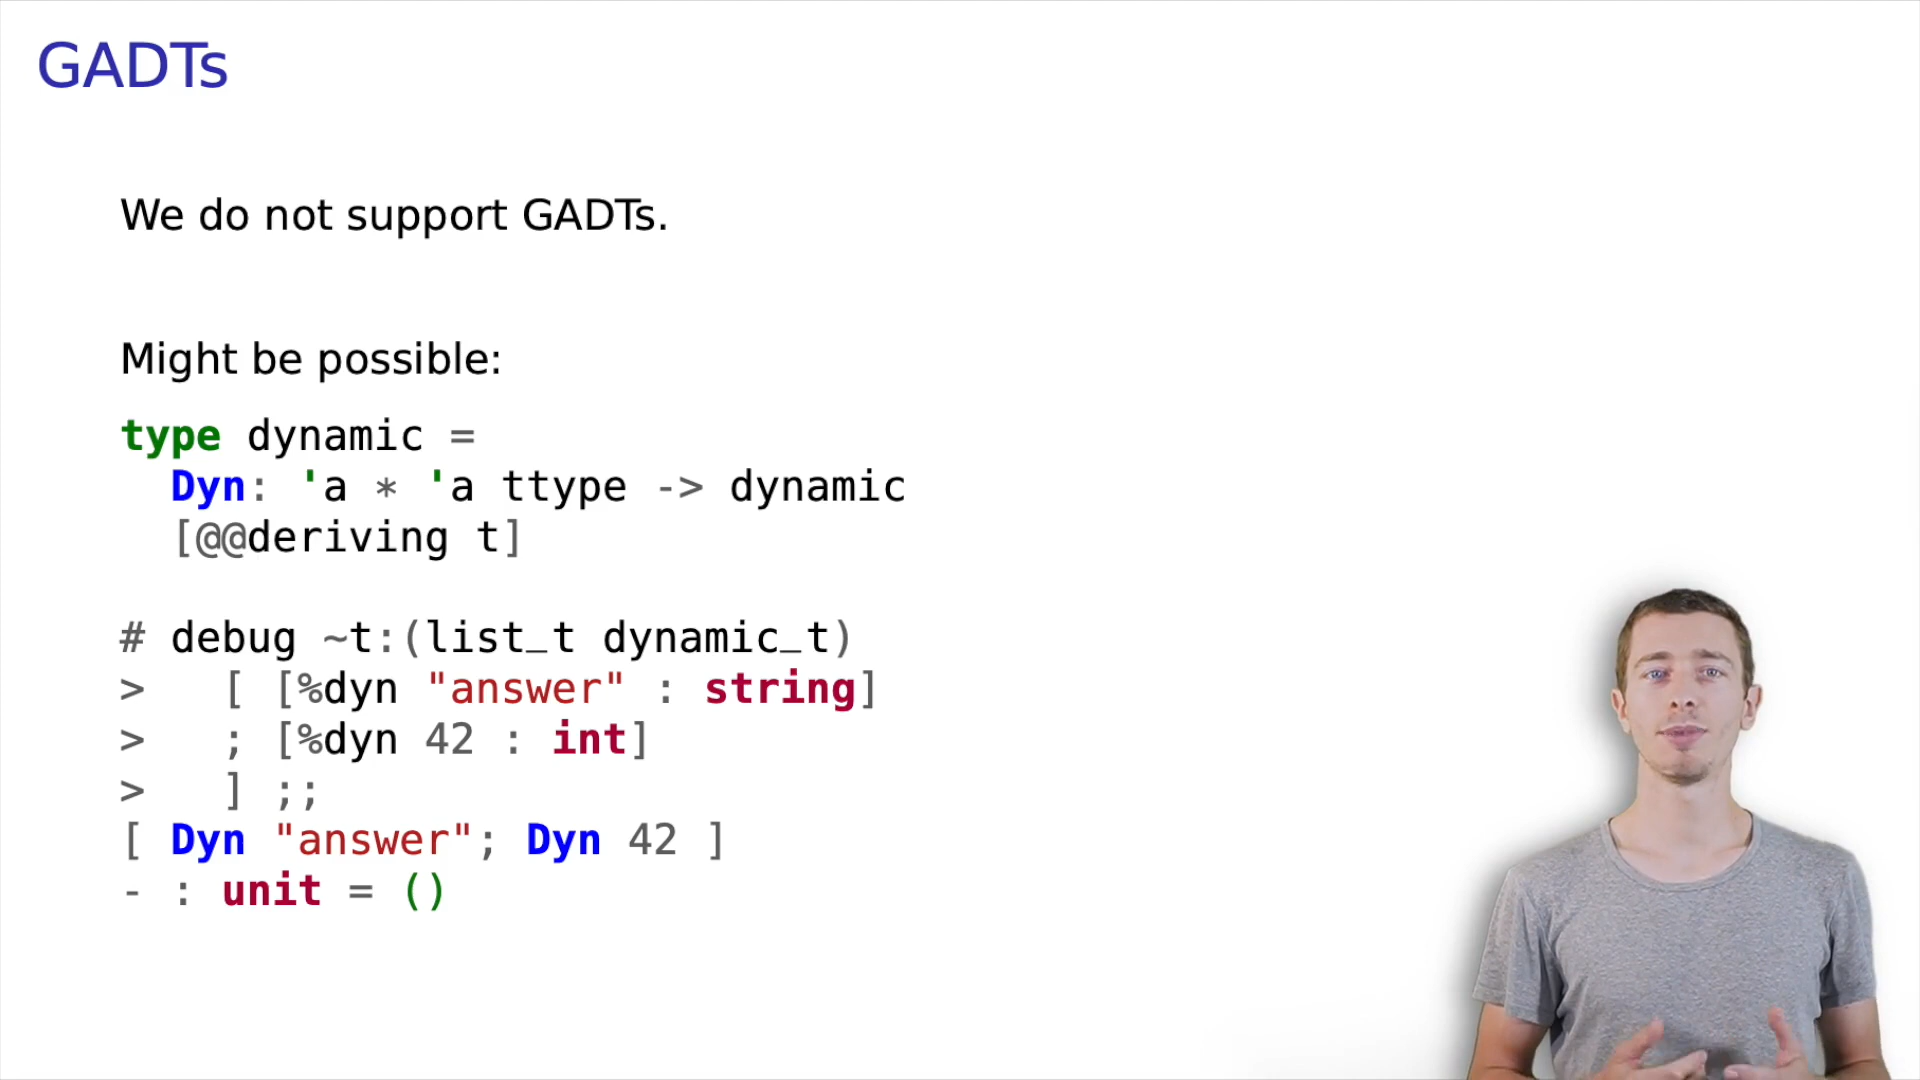 GADTs
We do not support GADTs.
Might be possible:
type dynamic =
  Dyn: 'a * 'a ttype -> dynamic
  [@@deriving t]
# debug ~t:(list_t dynamic_t)
>   [ [%dyn "answer" : string]
>   ; [%dyn 42 : int]
>   ] ;;
[ Dyn "answer"; Dyn 42 ]
- : unit = ()